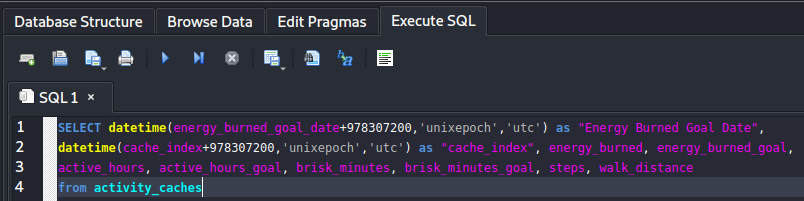 Database Structure Browse Data Edit Pragmas Execute SQL
SQL 1 ×
1 SELECT datetime(energy_burned_goal_date+978307200,'unixepoch','utc') as "Energy Burned Goal Date",
2 datetime(cache_index+978307200,'unixepoch','utc') as "cache_index", energy_burned, energy_burned_goal,
3 active_hours, active_hours_goal, brisk_minutes, brisk_minutes_goal, steps, walk_distance
4 from activity_caches